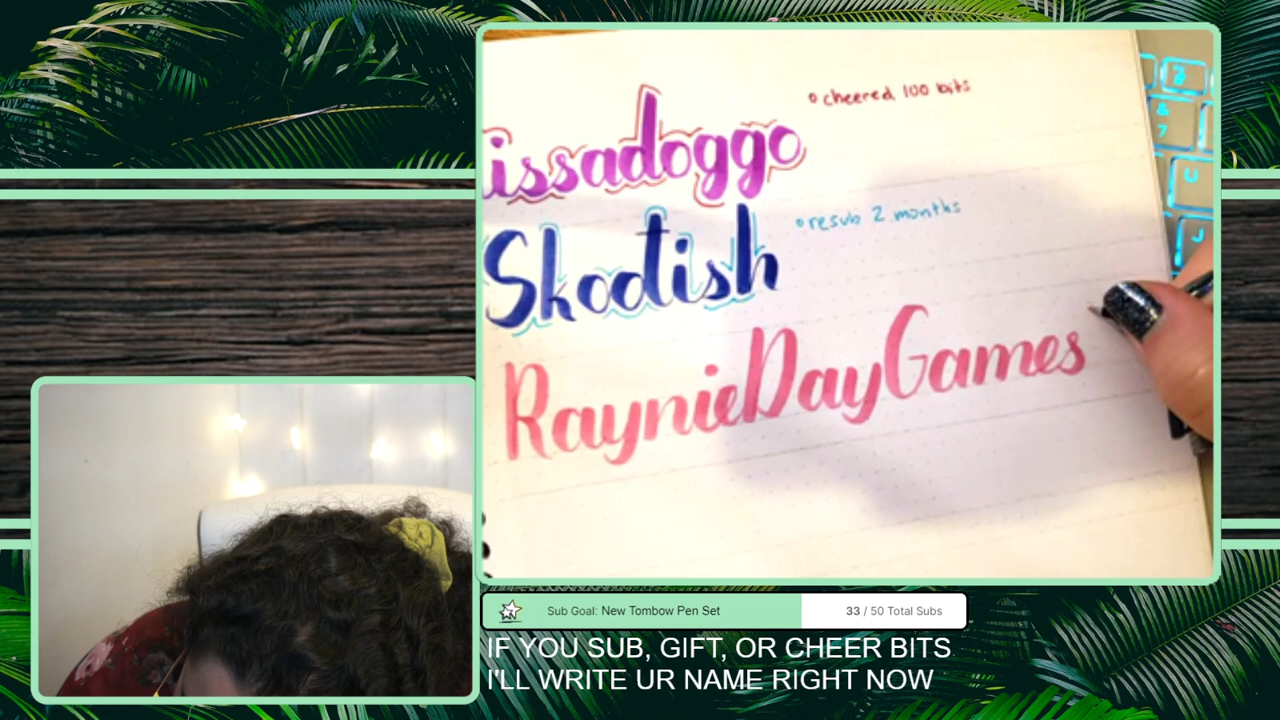 issadoggo
° cheered 100 bits
Skodish
° resub 2 months
RaynieDayGames
Sub Goal: New Tombow Pen Set
33 / 50 Total Subs
IF YOU SUB, GIFT, OR CHEER BITS
I'LL WRITE UR NAME RIGHT NOW